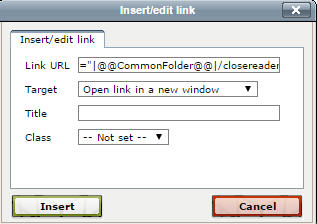 Insert/edit link
Insert/edit link
Link URL ="|@@CommonFolder@@|/closereader
Target Open link in a new window
Title
Class -- Not set --
Insert Cancel